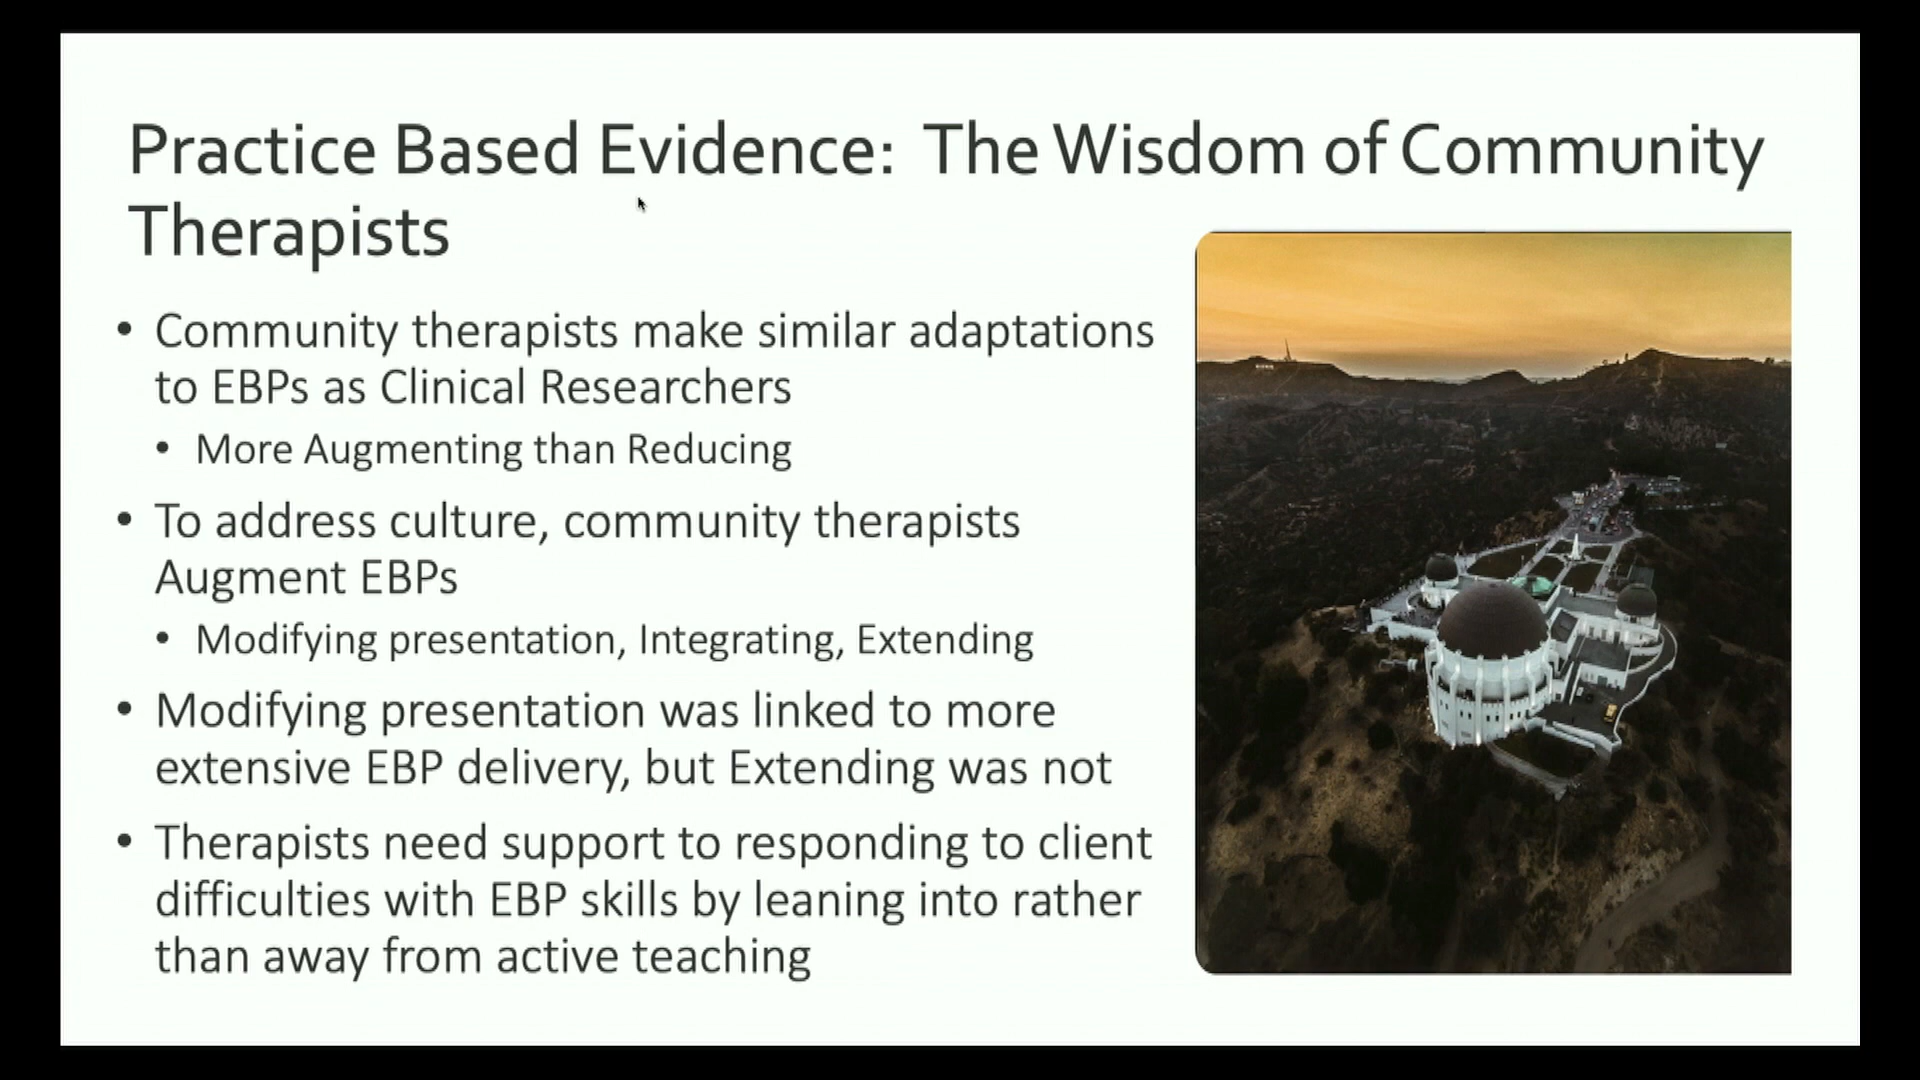 Practice Based Evidence:  The Wisdom of Community
Therapists
• Community therapists make similar adaptations
to EBPs as Clinical Researchers
• More Augmenting than Reducing
• To address culture, community therapists
Augment EBPs
• Modifying presentation, Integrating, Extending
• Modifying presentation was linked to more
extensive EBP delivery, but Extending was not
• Therapists need support to responding to client
difficulties with EBP skills by leaning into rather
than away from active teaching